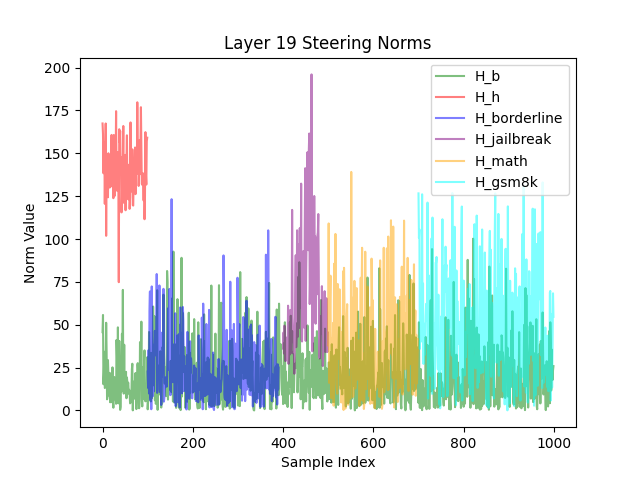 Layer 19 Steering Norms
200
175
150
125
100
75
50
25
0
Norm Value
H_b
H_h
H_borderline
H_jailbreak
H_math
H_gsm8k
0
200
400
600
800
1000
Sample Index